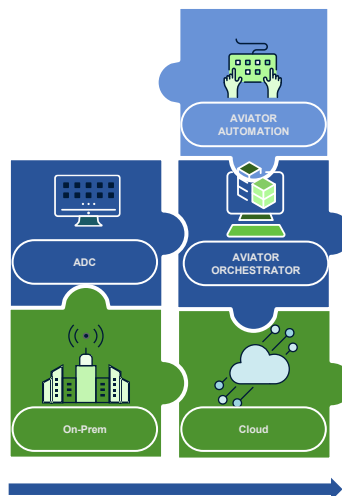 AVIATOR
AUTOMATION
ADC
AVIATOR
ORCHESTRATOR
On-Prem
Cloud